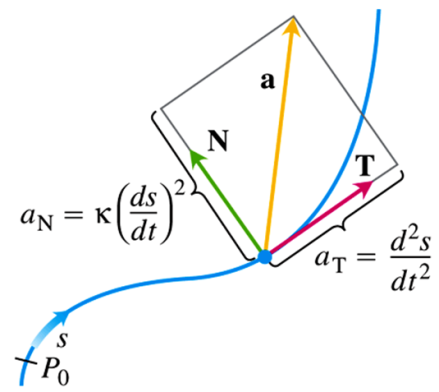 a
N
T
a_N = κ(ds/dt)^2
a_T = d^2s/dt^2
s
P_0